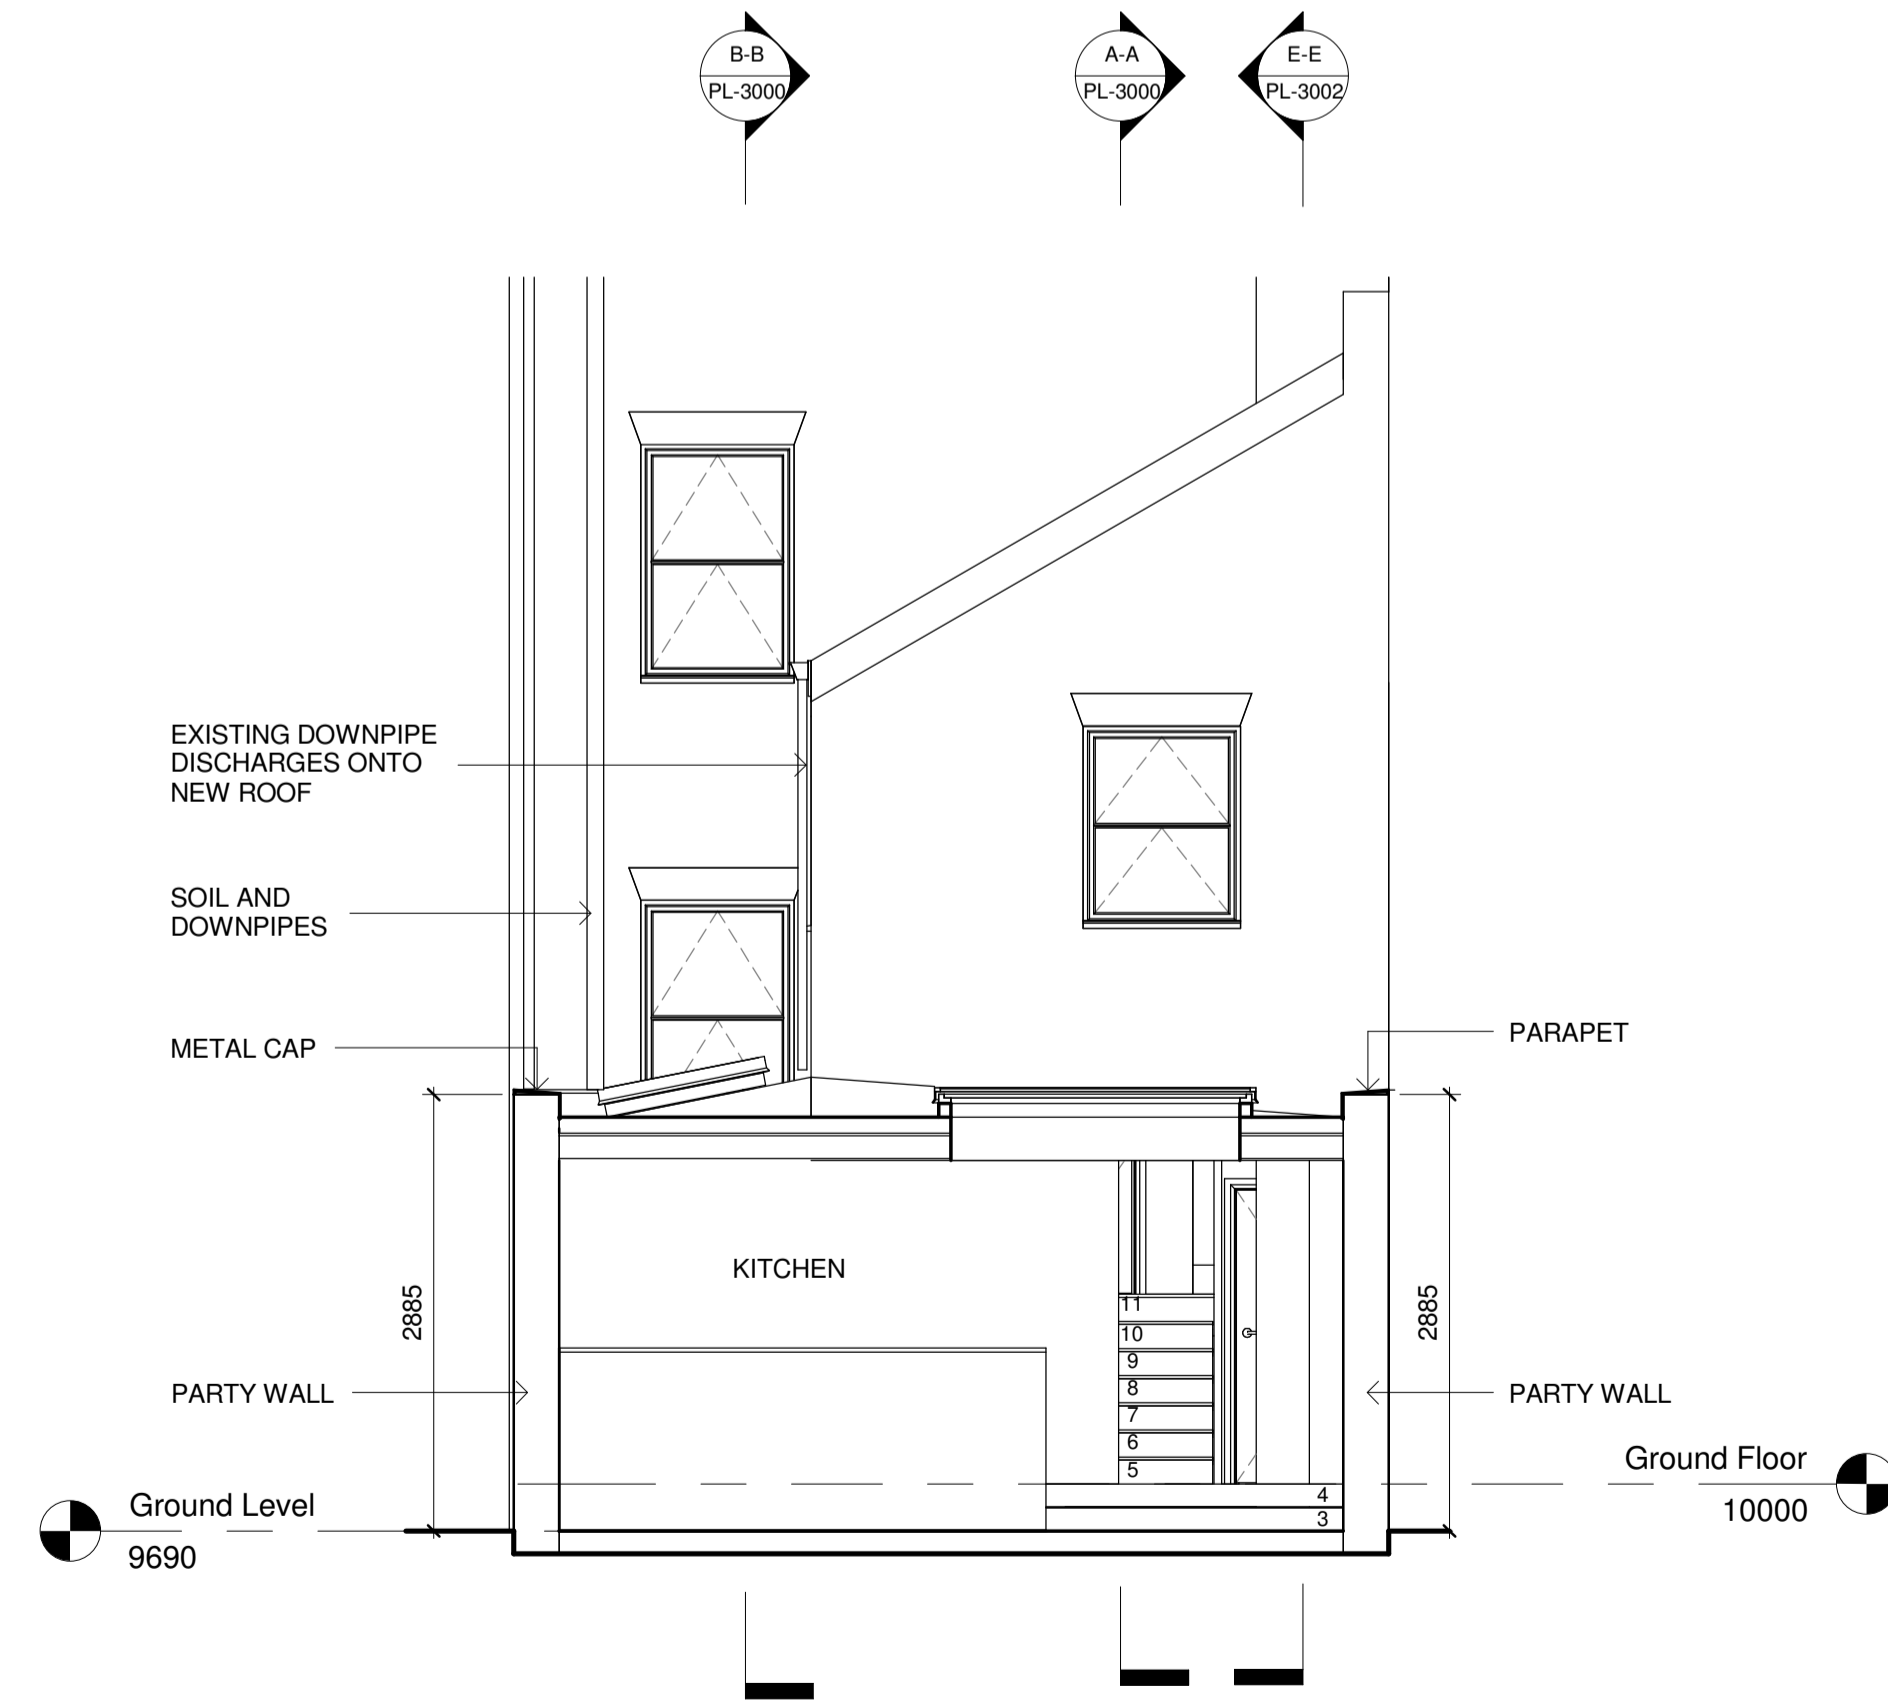 B-B
PL-3000
A-A
PL-3000
E-E
PL-3002
EXISTING DOWNPIPE
DISCHARGES ONTO
NEW ROOF
SOIL AND
DOWNPIPES
METAL CAP
PARAPET
KITCHEN
2885
2885
11
10
9
8
7
6
5
4
3
PARTY WALL
PARTY WALL
Ground Floor
10000
Ground Level
9690